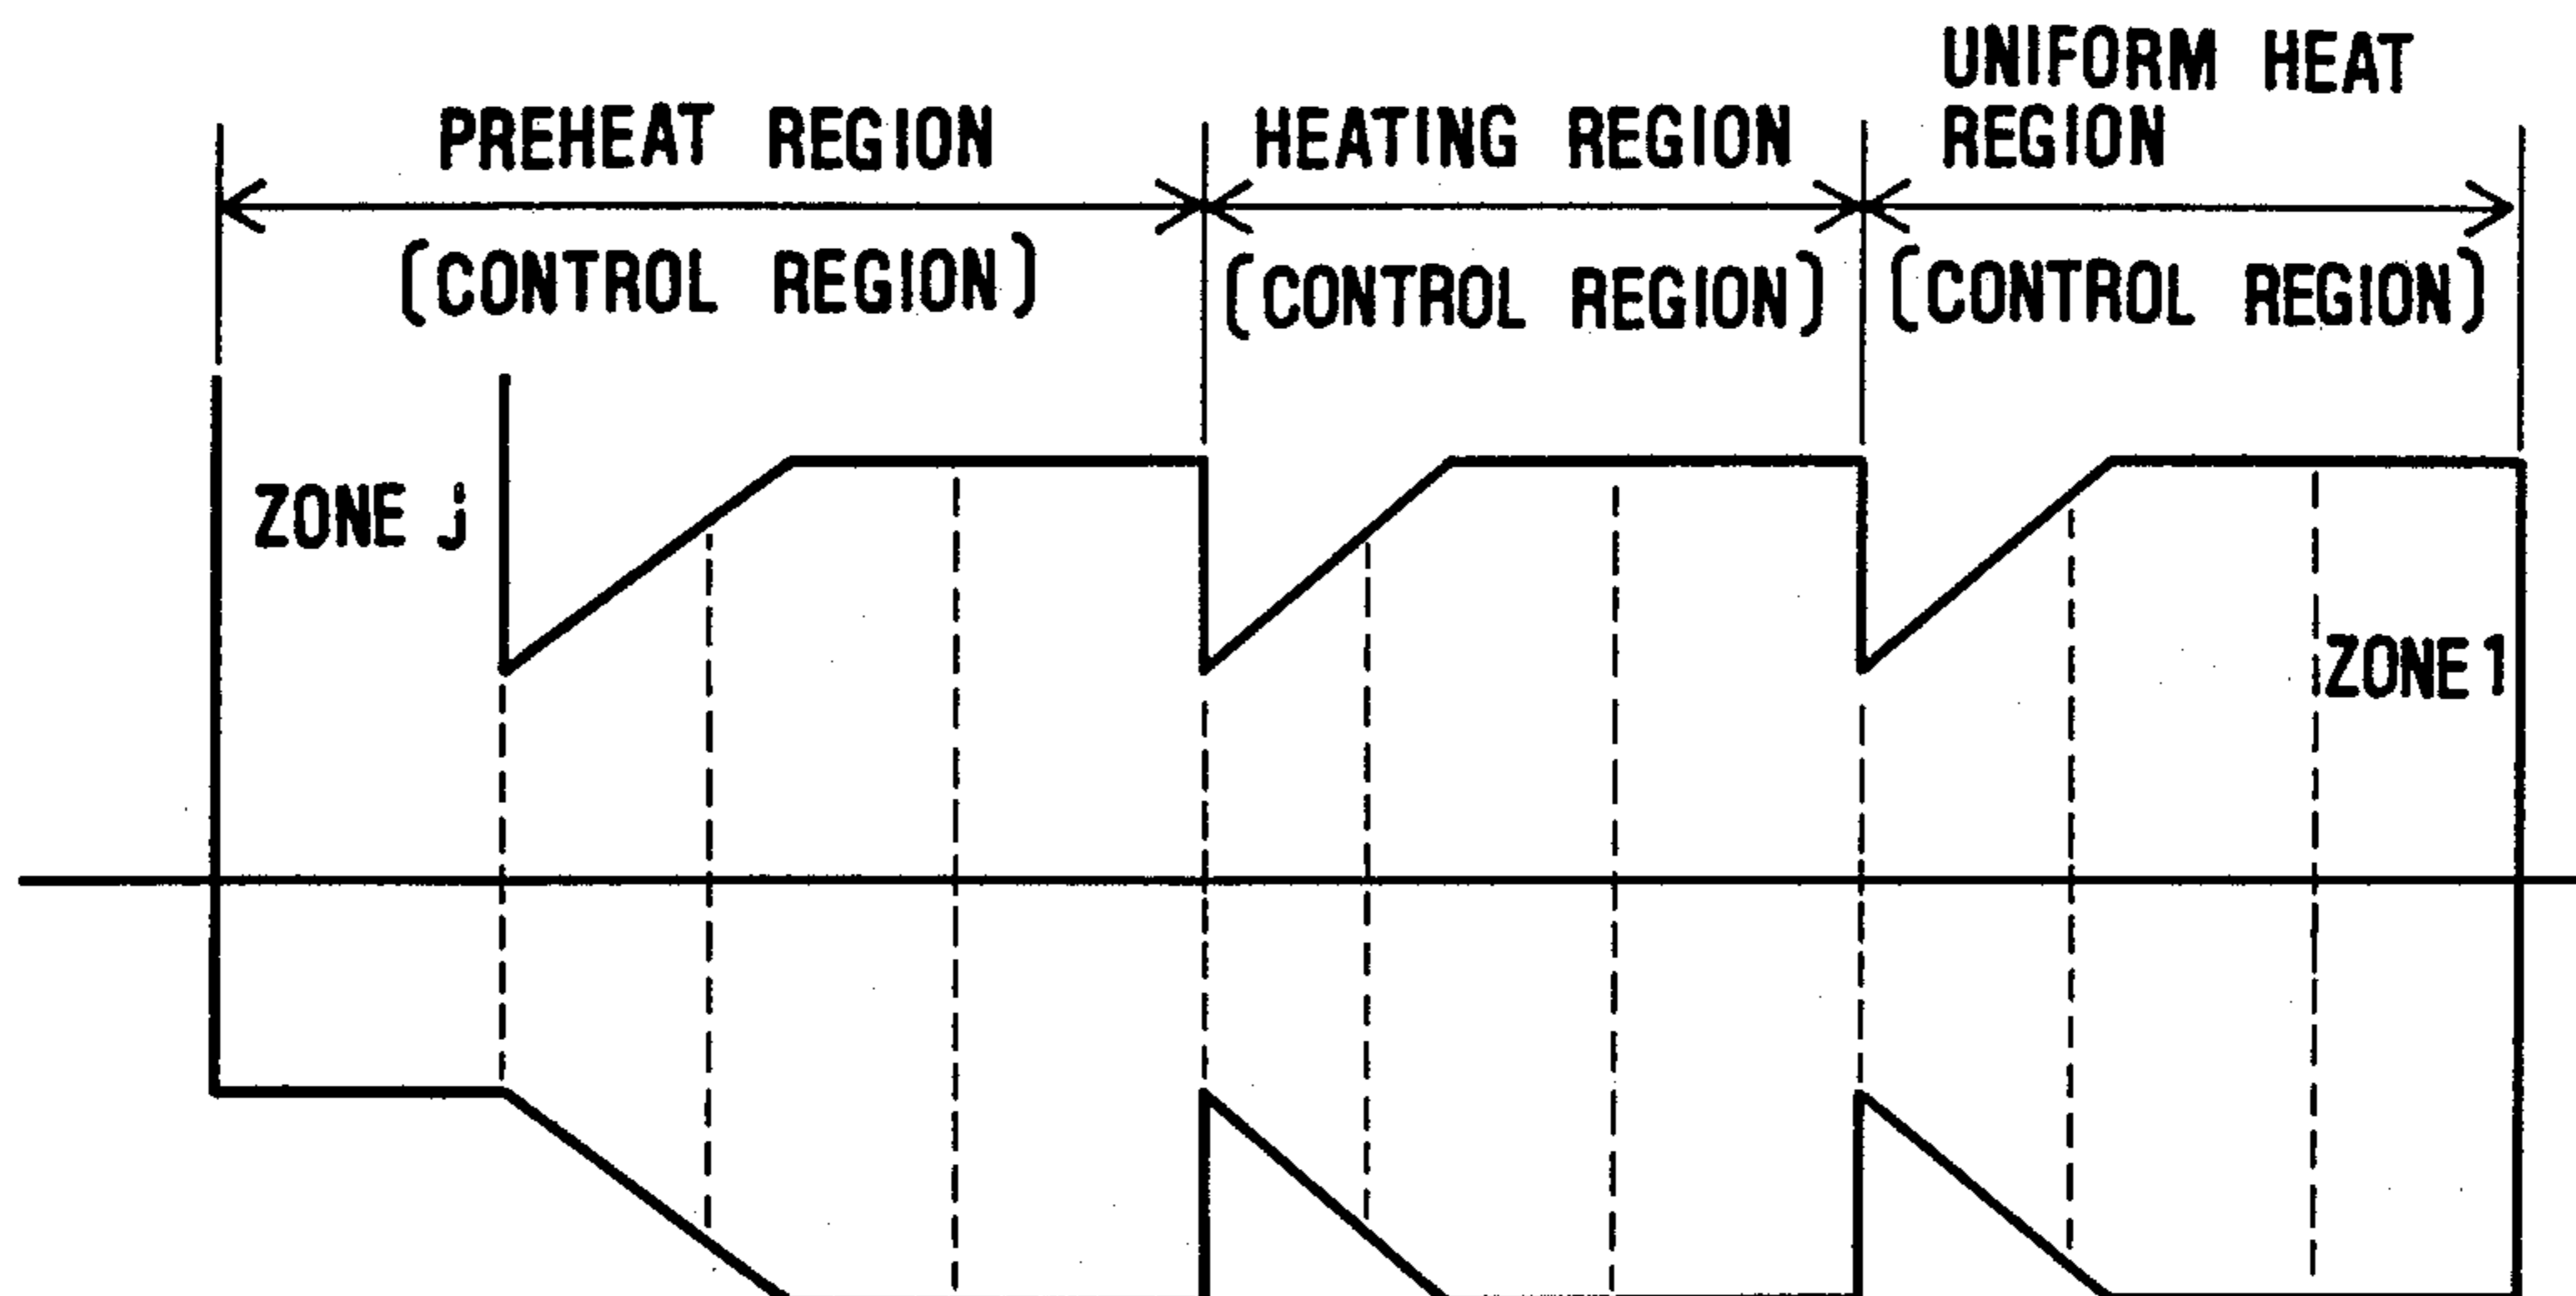 UNIFORM HEAT
REGION
PREHEAT REGION
HEATING REGION
(CONTROL REGION)
(CONTROL REGION)
(CONTROL REGION)
ZONE j
ZONE 1